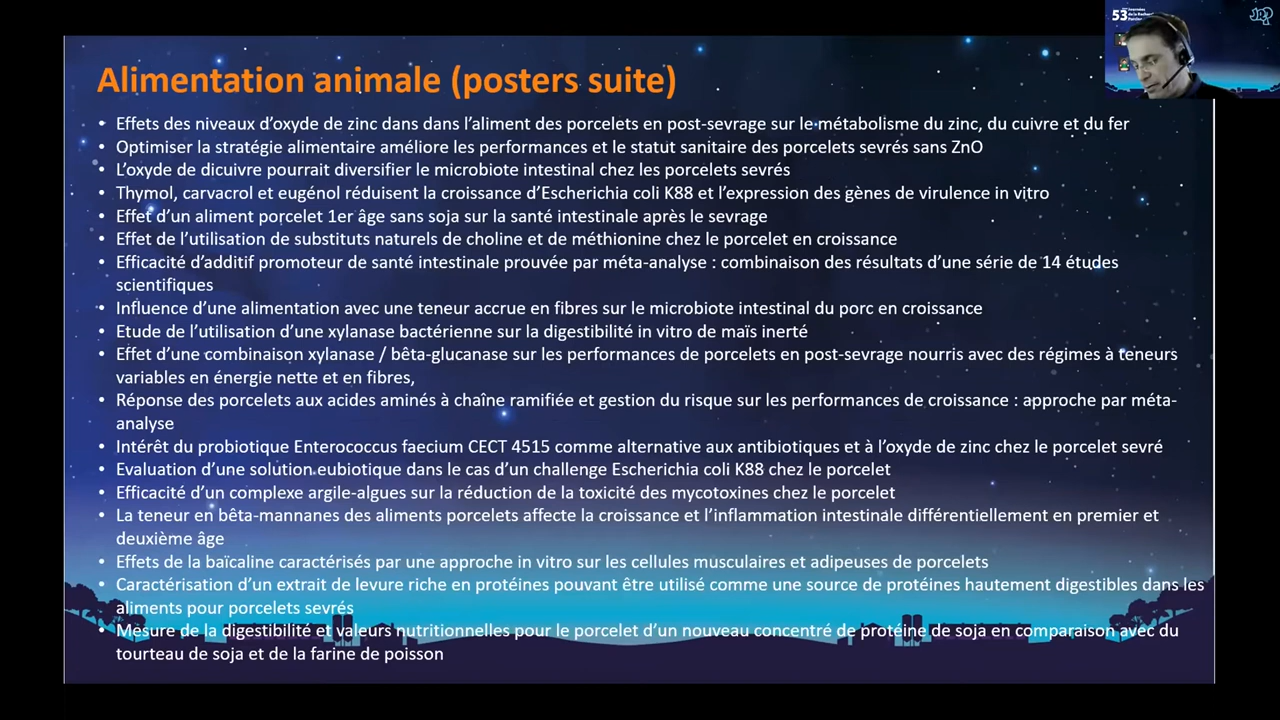 53 Journées
de la Recherche
Porcine
JRP
Alimentation animale (posters suite)
• Effets des niveaux d'oxyde de zinc dans dans l'aliment des porcelets en post-sevrage sur le métabolisme du zinc, du cuivre et du fer
• Optimiser la stratégie alimentaire améliore les performances et le statut sanitaire des porcelets sevrés sans ZnO
• L'oxyde de dicuivre pourrait diversifier le microbiote intestinal chez les porcelets sevrés
• Thymol, carvacrol et eugénol réduisent la croissance d'Escherichia coli K88 et l'expression des gènes de virulence in vitro
• Effet d'un aliment porcelet 1er âge sans soja sur la santé intestinale après le sevrage
• Effet de l'utilisation de substituts naturels de choline et de méthionine chez le porcelet en croissance
• Efficacité d'additif promoteur de santé intestinale prouvée par méta-analyse : combinaison des résultats d'une série de 14 études
scientifiques
• Influence d'une alimentation avec une teneur accrue en fibres sur le microbiote intestinal du porc en croissance
• Etude de l'utilisation d'une xylanase bactérienne sur la digestibilité in vitro de maïs inerté
• Effet d'une combinaison xylanase / bêta-glucanase sur les performances de porcelets en post-sevrage nourris avec des régimes à teneurs
variables en énergie nette et en fibres,
• Réponse des porcelets aux acides aminés à chaîne ramifiée et gestion du risque sur les performances de croissance : approche par méta-
analyse
• Intérêt du probiotique Enterococcus faecium CECT 4515 comme alternative aux antibiotiques et à l'oxyde de zinc chez le porcelet sevré
• Evaluation d'une solution eubiotique dans le cas d'un challenge Escherichia coli K88 chez le porcelet
• Efficacité d'un complexe argile-algues sur la réduction de la toxicité des mycotoxines chez le porcelet
• La teneur en bêta-mannanes des aliments porcelets affecte la croissance et l'inflammation intestinale différentiellement en premier et
deuxième âge
• Effets de la baïcaline caractérisés par une approche in vitro sur les cellules musculaires et adipeuses de porcelets
• Caractérisation d'un extrait de levure riche en protéines pouvant être utilisé comme une source de protéines hautement digestibles dans les
aliments pour porcelets sevrés
• Mesure de la digestibilité et valeurs nutritionnelles pour le porcelet d'un nouveau concentré de protéine de soja en comparaison avec du
tourteau de soja et de la farine de poisson